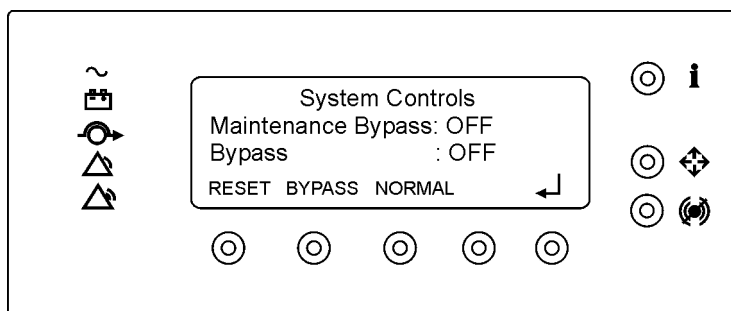 System Controls
Maintenance Bypass: OFF
Bypass : OFF
RESET BYPASS NORMAL
i